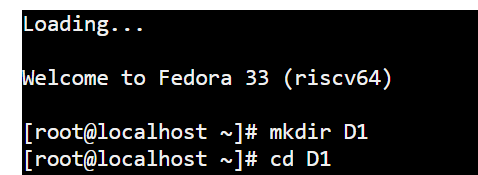 Loading...
Welcome to Fedora 33 (riscv64)
[root@localhost ~]# mkdir D1
[root@localhost ~]# cd D1